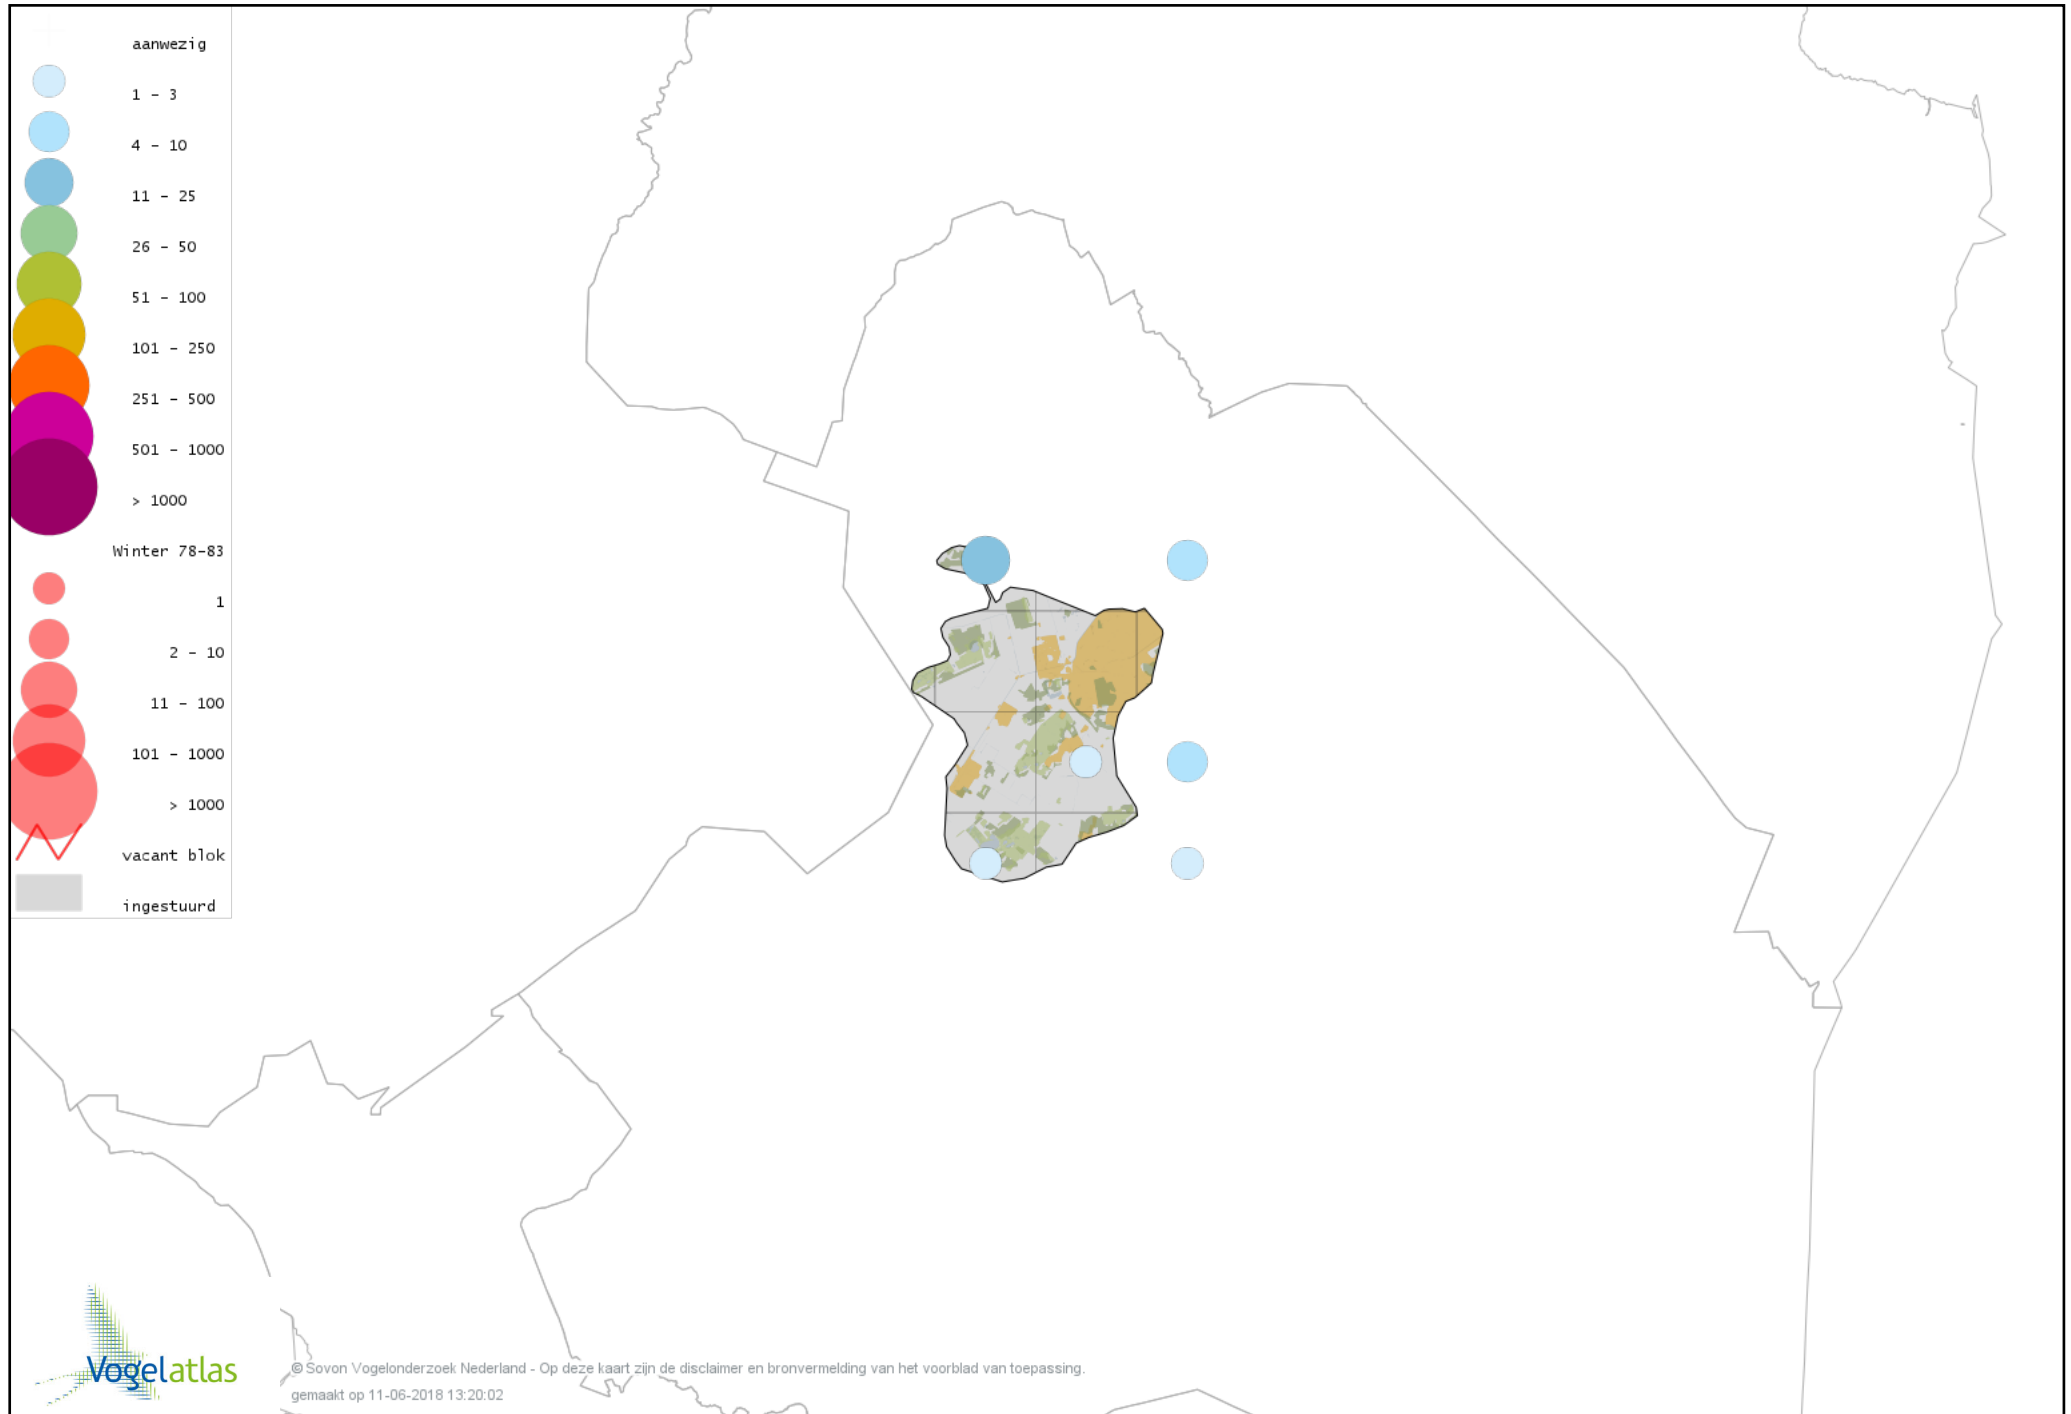 aanwezig
1 - 3
4 - 10
11 - 25
26 - 50
51 - 100
101 - 250
251 - 500
501 - 1000
> 1000
Winter 78-83
1
2 - 10
11 - 100
101 - 1000
> 1000
vacant blok
ingestuurd
Vogelatlas
© Sovon Vogelonderzoek Nederland - Op deze kaart zijn de disclaimer en bronvermelding van het voorblad van toepassing.
gemaakt op 11-06-2018 13:20:02